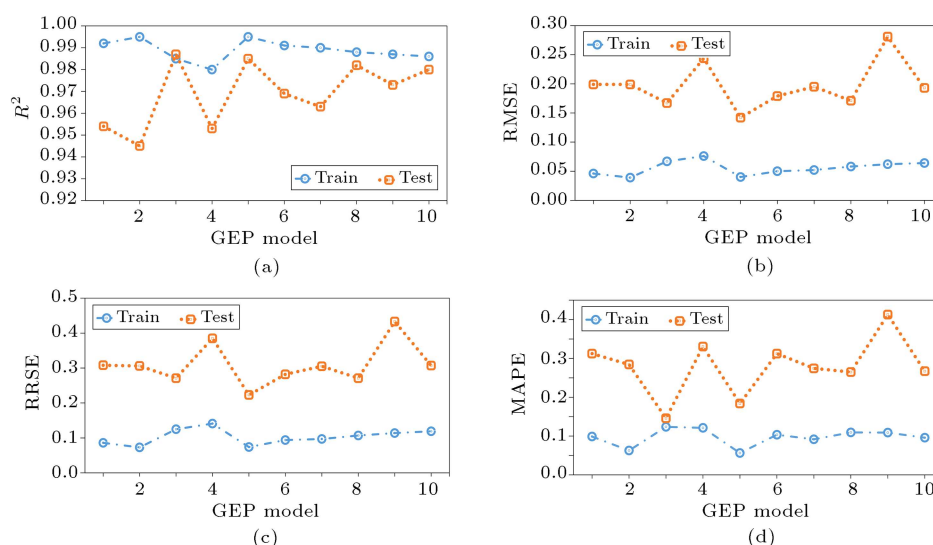 1.00
0.99
0.98
0.97
0.96
0.95
0.94
0.93
0.92
R²
Train Test
2 4 6 8 10
GEP model
(a)
0.30
0.25
0.20
0.15
0.10
0.05
0.00
RMSE
Train Test
2 4 6 8 10
GEP model
(b)
0.5
0.4
0.3
0.2
0.1
0.0
RRSE
Train Test
2 4 6 8 10
GEP model
(c)
0.4
0.3
0.2
0.1
0.0
MAPE
Train Test
2 4 6 8 10
GEP model
(d)